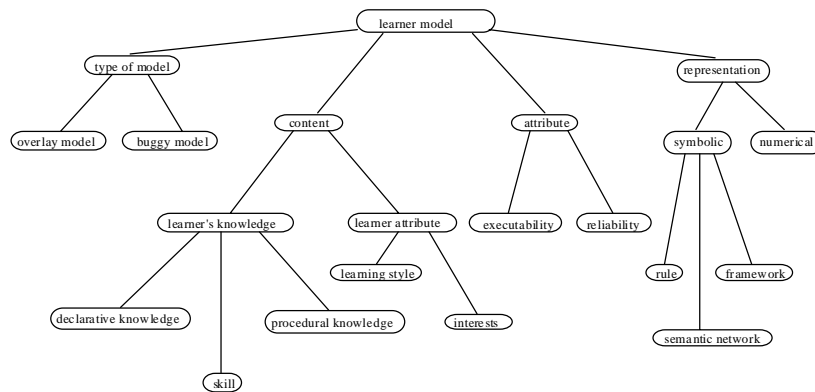 learner model
type of model
representation
content
attribute
overlay model
buggy model
symbolic
numerical
learner's knowledge
learner attribute
executability
reliability
learning style
rule
framework
declarative knowledge
procedural knowledge
interests
semantic network
skill